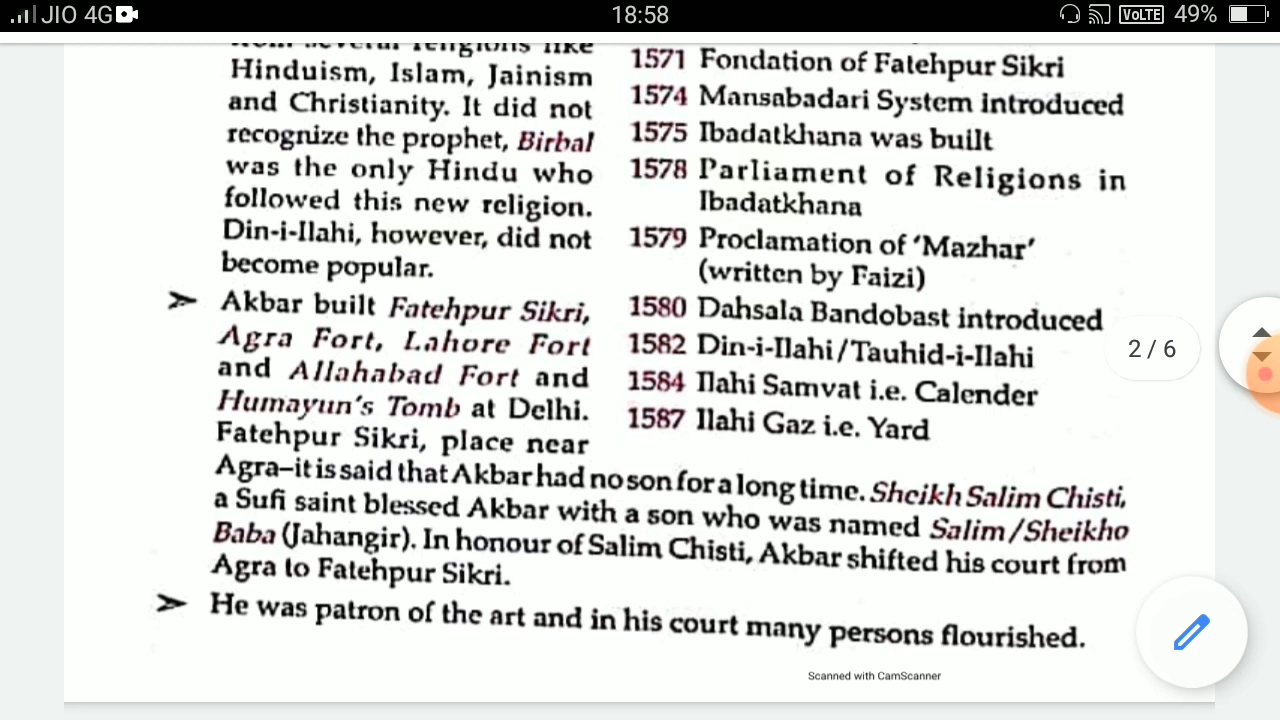 JIO 4G
18:58
VoLTE 49%
from several religions like
Hinduism, Islam, Jainism
and Christianity. It did not
recognize the prophet, Birbal
was the only Hindu who
followed this new religion.
Din-i-Ilahi, however, did not
become popular.
➢ Akbar built Fatehpur Sikri,
Agra Fort, Lahore Fort
and Allahabad Fort and
Humayun's Tomb at Delhi.
Fatehpur Sikri, place near
1571 Fondation of Fatehpur Sikri
1574 Mansabadari System introduced
1575 Ibadatkhana was built
1578 Parliament of Religions in
Ibadatkhana
1579 Proclamation of ‘Mazhar’
(written by Faizi)
1580 Dahsala Bandobast introduced
1582 Din-i-Ilahi/Tauhid-i-Ilahi
1584 Ilahi Samvat i.e. Calender
1587 Ilahi Gaz i.e. Yard
Agra–it is said that Akbar had no son for a long time. Sheikh Salim Chisti,
a Sufi saint blessed Akbar with a son who was named Salim/Sheikho
Baba (Jahangir). In honour of Salim Chisti, Akbar shifted his court from
Agra to Fatehpur Sikri.
➢ He was patron of the art and in his court many persons flourished.
2 / 6
Scanned with CamScanner